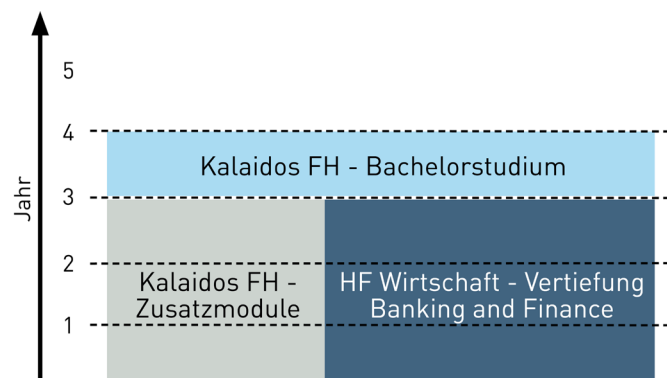 5
4
Kalaidos FH - Bachelorstudium
3
Jahr
2
Kalaidos FH -
Zusatzmodule
HF Wirtschaft - Vertiefung
Banking and Finance
1